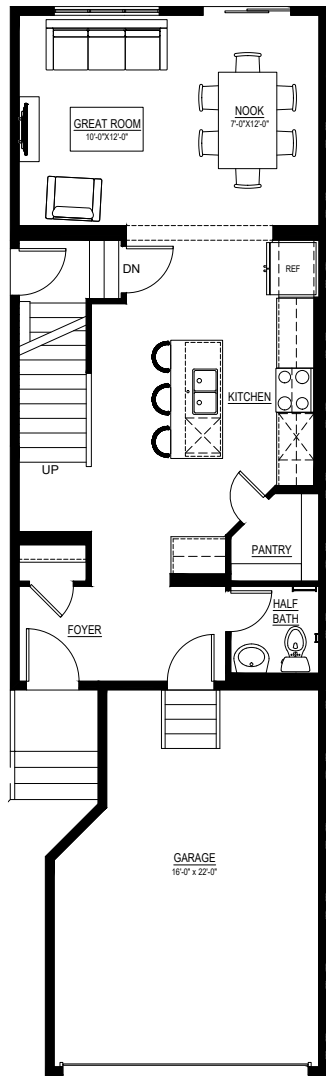 GREAT ROOM
10'-0"X12'-0"
NOOK
7'-0"X12'-0"
DN
REF
KITCHEN
UP
PANTRY
HALF
BATH
FOYER
GARAGE
16'-0" x 22'-0"